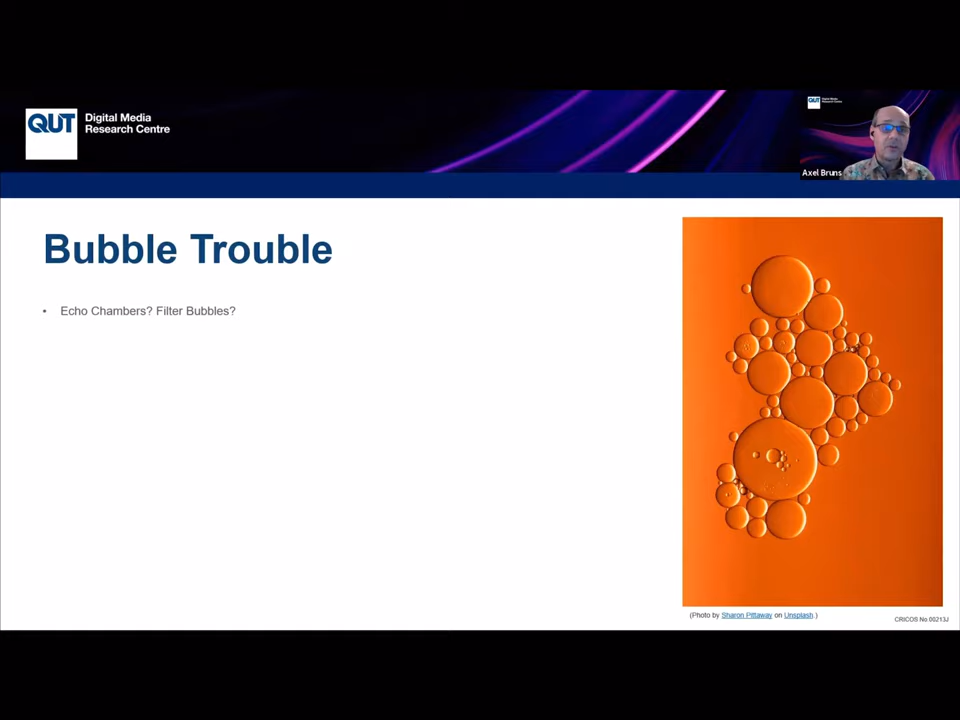 QUT
Digital Media
Research Centre
QUT
Axel Bruns
Bubble Trouble
• Echo Chambers? Filter Bubbles?
(Photo by Sharon Pittaway on Unsplash.)
CRICOS No.00213J